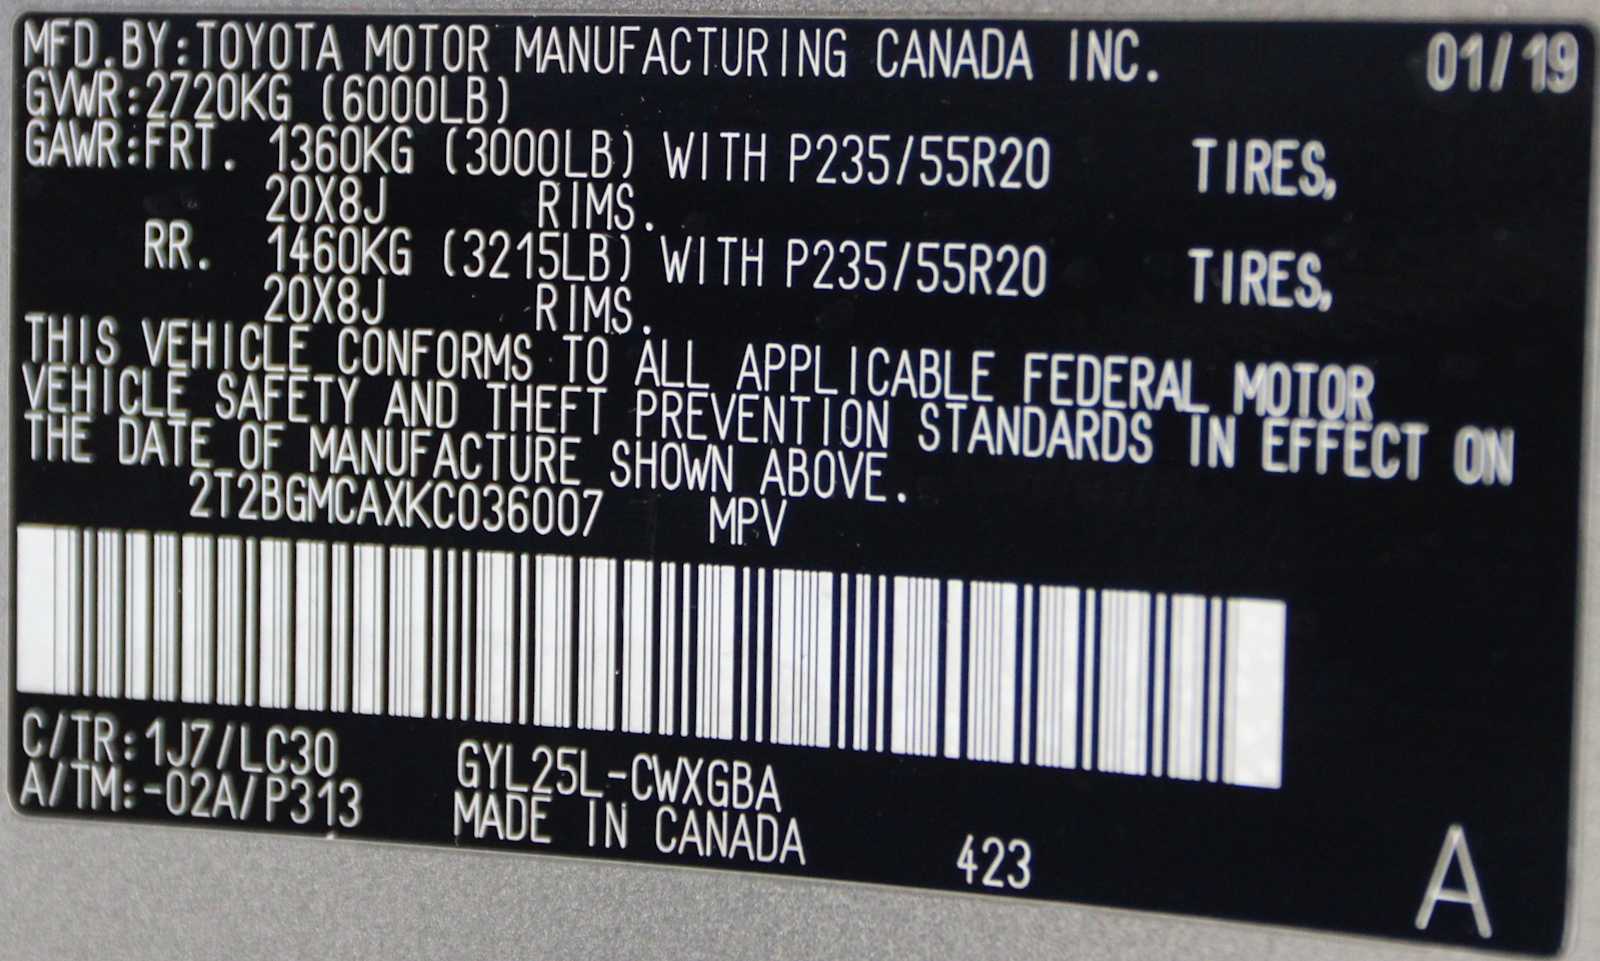 MFD.BY:TOYOTA MOTOR MANUFACTURING CANADA INC. 01/19
GVWR:2720KG (6000LB)
GAWR:FRT. 1360KG (3000LB) WITH P235/55R20 TIRES,
20X8J RIMS.
RR. 1460KG (3215LB) WITH P235/55R20 TIRES,
20X8J RIMS.
THIS VEHICLE CONFORMS TO ALL APPLICABLE FEDERAL MOTOR
VEHICLE SAFETY AND THEFT PREVENTION STANDARDS IN EFFECT ON
THE DATE OF MANUFACTURE SHOWN ABOVE.
2T2BGMCAXKC036007 MPV
C/TR:1J7/LC30 GYL25L-CWXGBA
A/TM:-02A/P313 MADE IN CANADA 423 A